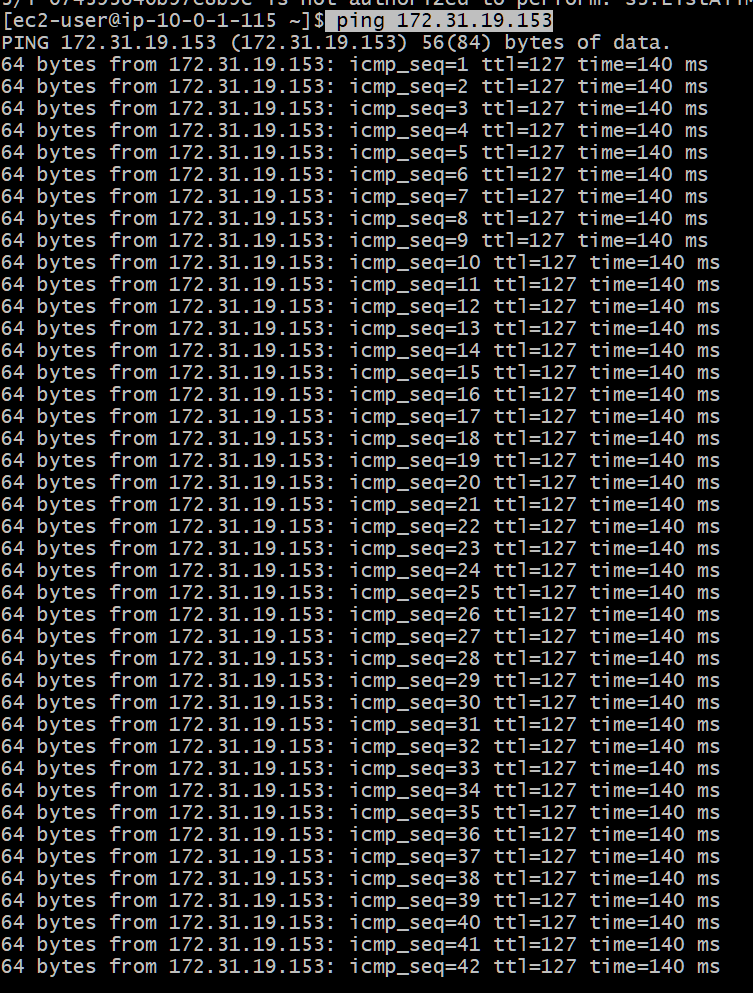 is not authorized to perform:
[ec2-user@ip-10-0-1-115 ~]$ ping 172.31.19.153
PING 172.31.19.153 (172.31.19.153) 56(84) bytes of data.
64 bytes from 172.31.19.153: icmp_seq=1 ttl=127 time=140 ms
64 bytes from 172.31.19.153: icmp_seq=2 ttl=127 time=140 ms
64 bytes from 172.31.19.153: icmp_seq=3 ttl=127 time=140 ms
64 bytes from 172.31.19.153: icmp_seq=4 ttl=127 time=140 ms
64 bytes from 172.31.19.153: icmp_seq=5 ttl=127 time=140 ms
64 bytes from 172.31.19.153: icmp_seq=6 ttl=127 time=140 ms
64 bytes from 172.31.19.153: icmp_seq=7 ttl=127 time=140 ms
64 bytes from 172.31.19.153: icmp_seq=8 ttl=127 time=140 ms
64 bytes from 172.31.19.153: icmp_seq=9 ttl=127 time=140 ms
64 bytes from 172.31.19.153: icmp_seq=10 ttl=127 time=140 ms
64 bytes from 172.31.19.153: icmp_seq=11 ttl=127 time=140 ms
64 bytes from 172.31.19.153: icmp_seq=12 ttl=127 time=140 ms
64 bytes from 172.31.19.153: icmp_seq=13 ttl=127 time=140 ms
64 bytes from 172.31.19.153: icmp_seq=14 ttl=127 time=140 ms
64 bytes from 172.31.19.153: icmp_seq=15 ttl=127 time=140 ms
64 bytes from 172.31.19.153: icmp_seq=16 ttl=127 time=140 ms
64 bytes from 172.31.19.153: icmp_seq=17 ttl=127 time=140 ms
64 bytes from 172.31.19.153: icmp_seq=18 ttl=127 time=140 ms
64 bytes from 172.31.19.153: icmp_seq=19 ttl=127 time=140 ms
64 bytes from 172.31.19.153: icmp_seq=20 ttl=127 time=140 ms
64 bytes from 172.31.19.153: icmp_seq=21 ttl=127 time=140 ms
64 bytes from 172.31.19.153: icmp_seq=22 ttl=127 time=140 ms
64 bytes from 172.31.19.153: icmp_seq=23 ttl=127 time=140 ms
64 bytes from 172.31.19.153: icmp_seq=24 ttl=127 time=140 ms
64 bytes from 172.31.19.153: icmp_seq=25 ttl=127 time=140 ms
64 bytes from 172.31.19.153: icmp_seq=26 ttl=127 time=140 ms
64 bytes from 172.31.19.153: icmp_seq=27 ttl=127 time=140 ms
64 bytes from 172.31.19.153: icmp_seq=28 ttl=127 time=140 ms
64 bytes from 172.31.19.153: icmp_seq=29 ttl=127 time=140 ms
64 bytes from 172.31.19.153: icmp_seq=30 ttl=127 time=140 ms
64 bytes from 172.31.19.153: icmp_seq=31 ttl=127 time=140 ms
64 bytes from 172.31.19.153: icmp_seq=32 ttl=127 time=140 ms
64 bytes from 172.31.19.153: icmp_seq=33 ttl=127 time=140 ms
64 bytes from 172.31.19.153: icmp_seq=34 ttl=127 time=140 ms
64 bytes from 172.31.19.153: icmp_seq=35 ttl=127 time=140 ms
64 bytes from 172.31.19.153: icmp_seq=36 ttl=127 time=140 ms
64 bytes from 172.31.19.153: icmp_seq=37 ttl=127 time=140 ms
64 bytes from 172.31.19.153: icmp_seq=38 ttl=127 time=140 ms
64 bytes from 172.31.19.153: icmp_seq=39 ttl=127 time=140 ms
64 bytes from 172.31.19.153: icmp_seq=40 ttl=127 time=140 ms
64 bytes from 172.31.19.153: icmp_seq=41 ttl=127 time=140 ms
64 bytes from 172.31.19.153: icmp_seq=42 ttl=127 time=140 ms